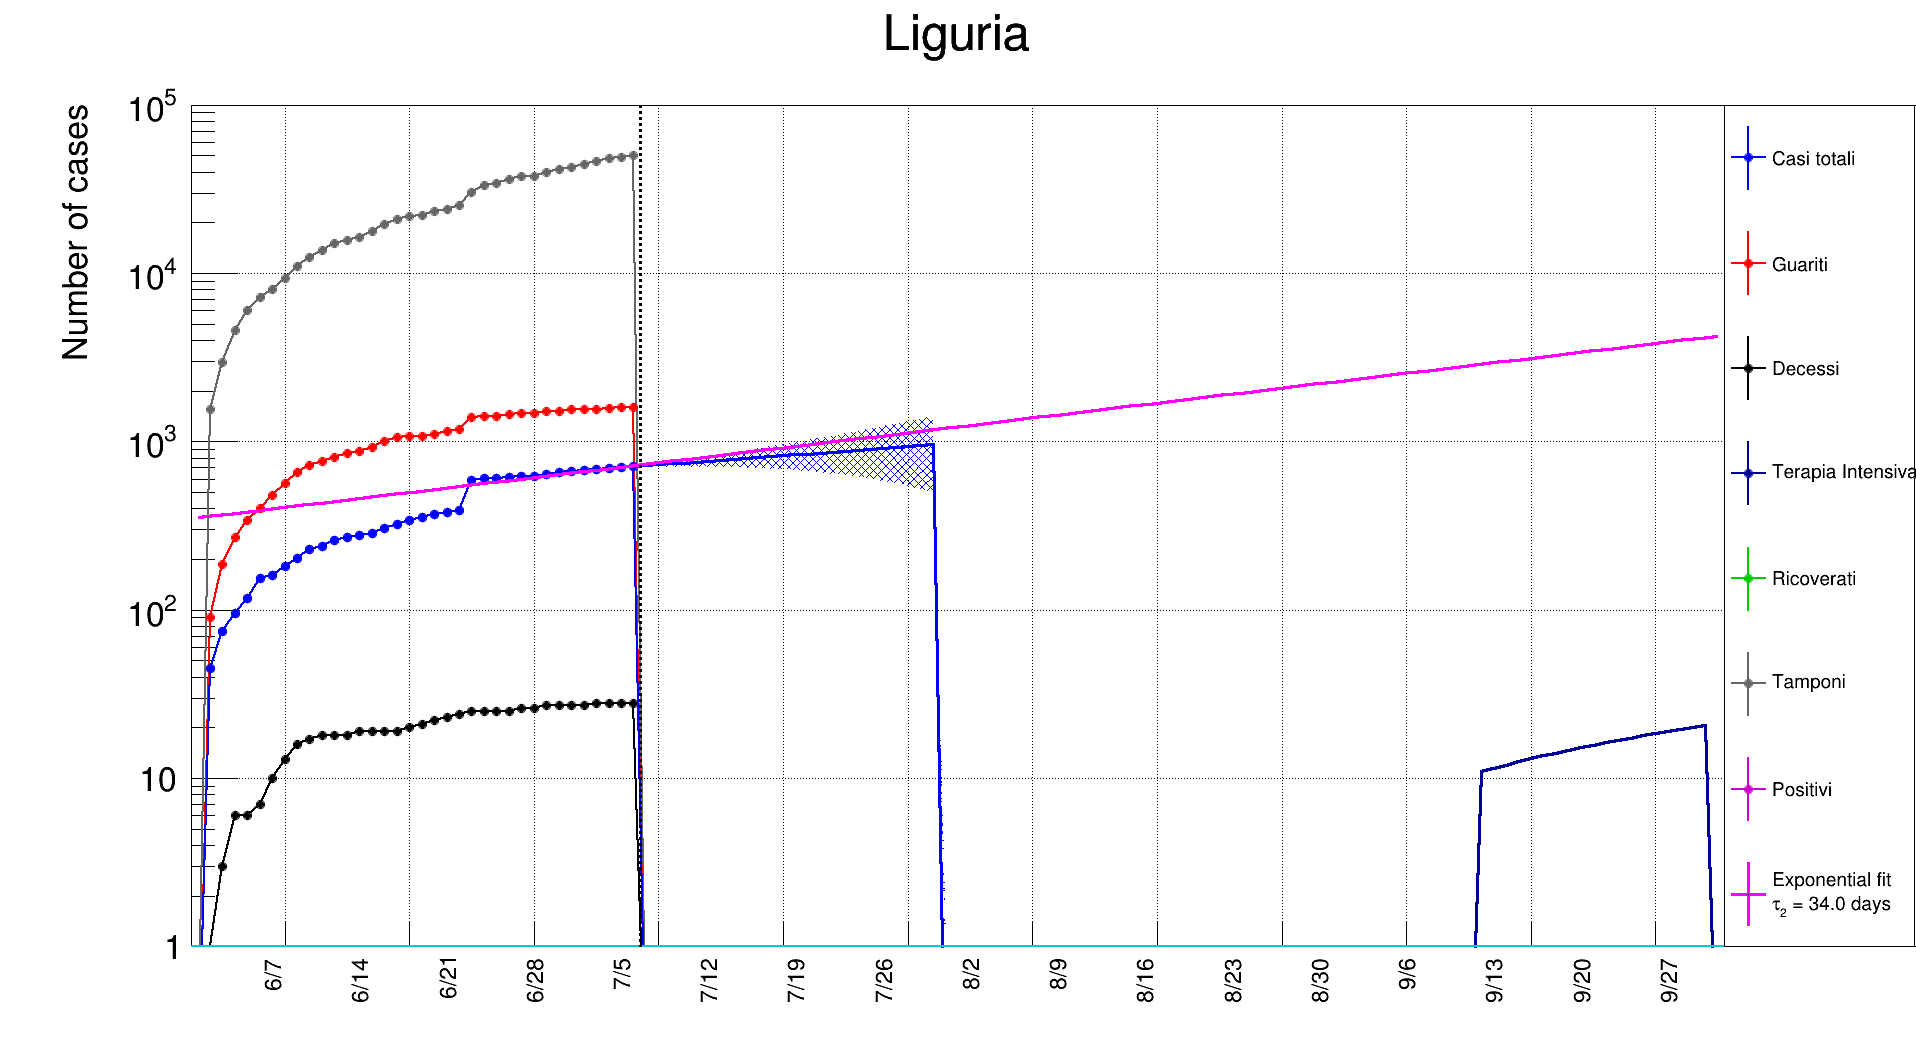 Liguria
Number of cases
10^5
10^4
10^3
10^2
10
1
6/7
6/14
6/21
6/28
7/5
7/12
7/19
7/26
8/2
8/9
8/16
8/23
8/30
9/6
9/13
9/20
9/27
Casi totali
Guariti
Decessi
Terapia Intensiva
Ricoverati
Tamponi
Positivi
Exponential fit
τ₂ = 34.0 days